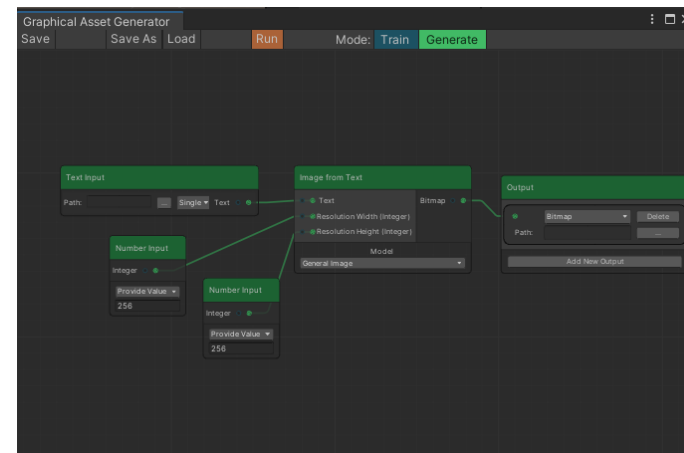 Graphical Asset Generator
Save Save As Load Run Mode: Train Generate
Text Input
Path: ... Single Text
Image from Text
Text Bitmap
Resolution Width (Integer)
Resolution Height (Integer)
Model
General Image
Output
Bitmap Delete
Path: ...
Add New Output
Number Input
Integer
Provide Value
256
Number Input
Integer
Provide Value
256